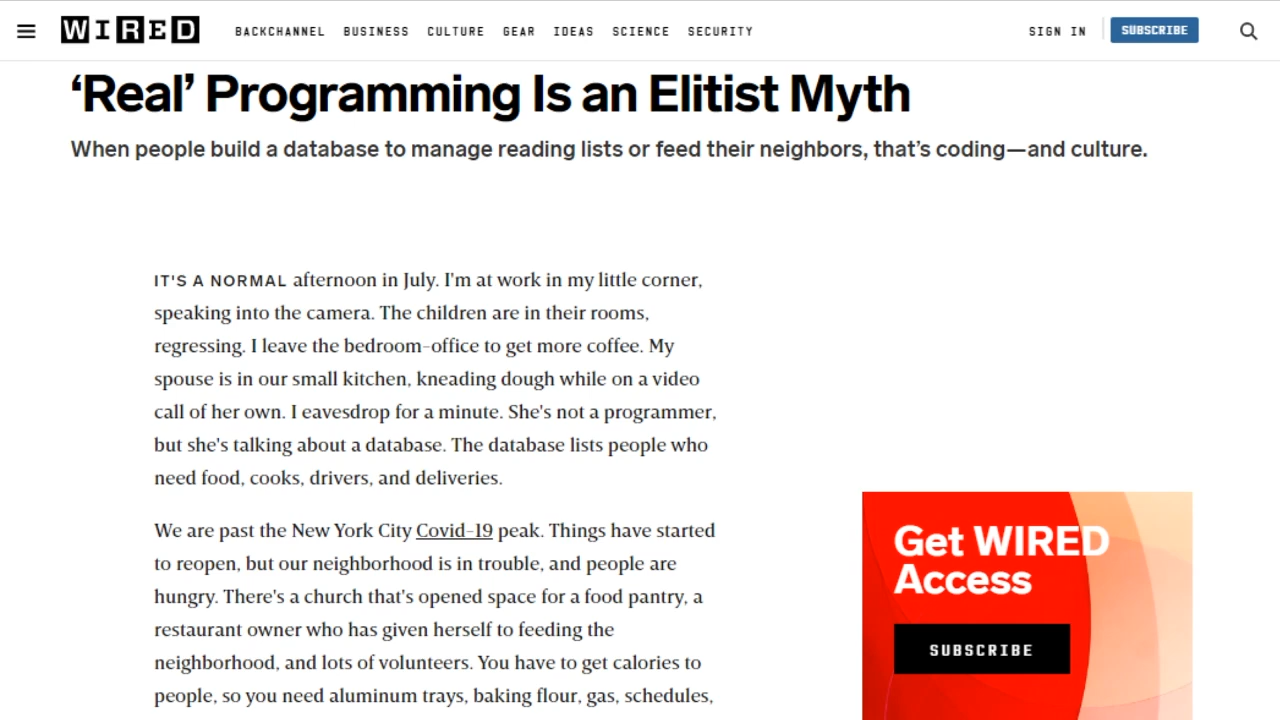 WIRED
BACKCHANNEL BUSINESS CULTURE GEAR IDEAS SCIENCE SECURITY
SIGN IN
SUBSCRIBE
‘Real’ Programming Is an Elitist Myth
When people build a database to manage reading lists or feed their neighbors, that’s coding—and culture.
IT'S A NORMAL afternoon in July. I'm at work in my little corner,
speaking into the camera. The children are in their rooms,
regressing. I leave the bedroom-office to get more coffee. My
spouse is in our small kitchen, kneading dough while on a video
call of her own. I eavesdrop for a minute. She's not a programmer,
but she's talking about a database. The database lists people who
need food, cooks, drivers, and deliveries.
We are past the New York City Covid-19 peak. Things have started
to reopen, but our neighborhood is in trouble, and people are
hungry. There's a church that's opened space for a food pantry, a
restaurant owner who has given herself to feeding the
neighborhood, and lots of volunteers. You have to get calories to
people, so you need aluminum trays, baking flour, gas, schedules,
Get WIRED
Access
SUBSCRIBE